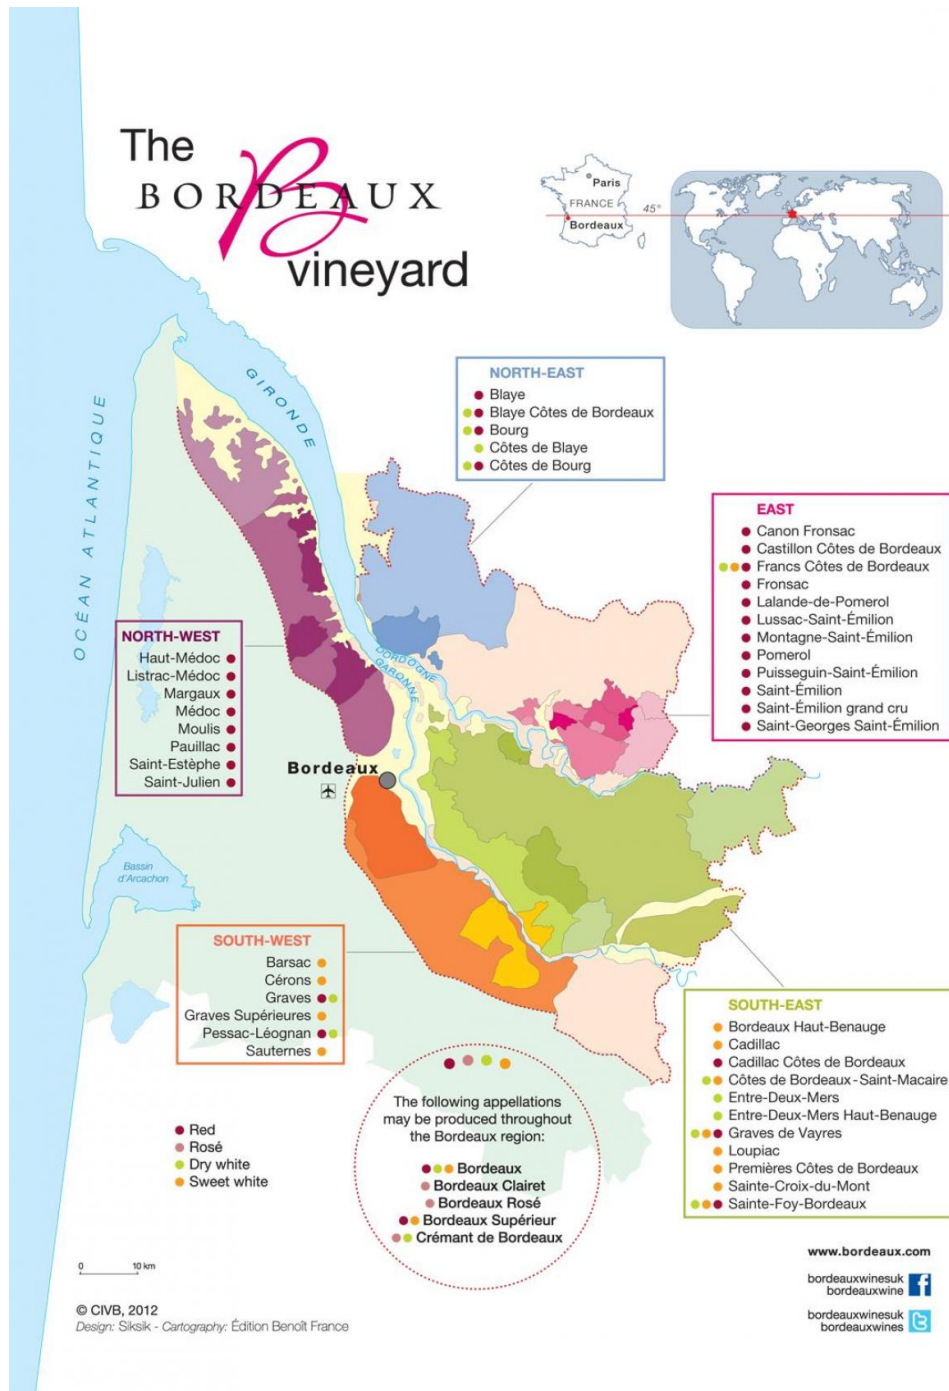 The
BORDEAUX
vineyard
Paris
FRANCE
Bordeaux
45°
OCÉAN ATLANTIQUE
GIRONDE
NORTH-EAST
Blaye
Blaye Côtes de Bordeaux
Bourg
Côtes de Blaye
Côtes de Bourg
EAST
Canon Fronsac
Castillon Côtes de Bordeaux
Francs Côtes de Bordeaux
Fronsac
Lalande-de-Pomerol
Lussac-Saint-Émilion
Montagne-Saint-Émilion
Pomerol
Puisseguin-Saint-Émilion
Saint-Émilion
Saint-Émilion grand cru
Saint-Georges Saint-Émilion
NORTH-WEST
Haut-Médoc
Listrac-Médoc
Margaux
Médoc
Moulis
Pauillac
Saint-Estèphe
Saint-Julien
DORDOGNE
GARONNE
Bordeaux
Bassin
d'Arcachon
SOUTH-WEST
Barsac
Cérons
Graves
Graves Supérieures
Pessac-Léognan
Sauternes
SOUTH-EAST
Bordeaux Haut-Benauge
Cadillac
Cadillac Côtes de Bordeaux
Côtes de Bordeaux-Saint-Macaire
Entre-Deux-Mers
Entre-Deux-Mers Haut-Benauge
Graves de Vayres
Loupiac
Premières Côtes de Bordeaux
Sainte-Croix-du-Mont
Sainte-Foy-Bordeaux
Red
Rosé
Dry white
Sweet white
The following appellations
may be produced throughout
the Bordeaux region:
Bordeaux
Bordeaux Clairet
Bordeaux Rosé
Bordeaux Supérieur
Crémant de Bordeaux
0 10 km
© CIVB, 2012
Design: Siksik - Cartography: Édition Benoît France
www.bordeaux.com
bordeauxwinesuk
bordeauxwine
bordeauxwinesuk
bordeauxwines